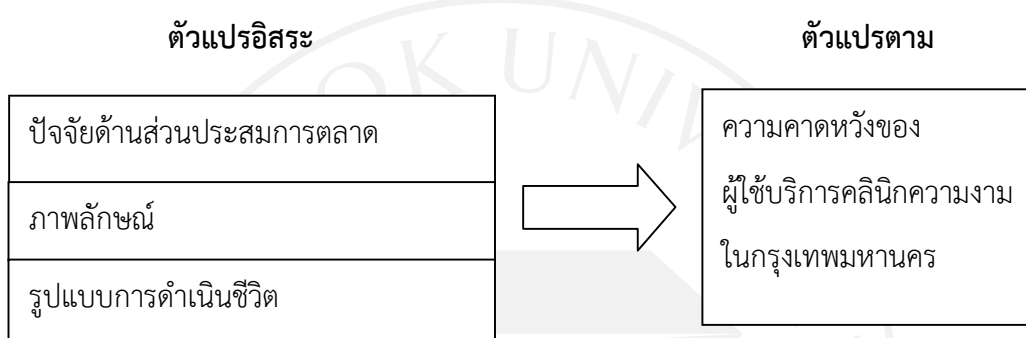 ตัวแปรอิสระ
ตัวแปรตาม
ปัจจัยด้านส่วนประสมการตลาด
ภาพลักษณ์
รูปแบบการดำเนินชีวิต
ความคาดหวังของ
ผู้ใช้บริการคลินิกความงาม
ในกรุงเทพมหานคร
OK UNIV